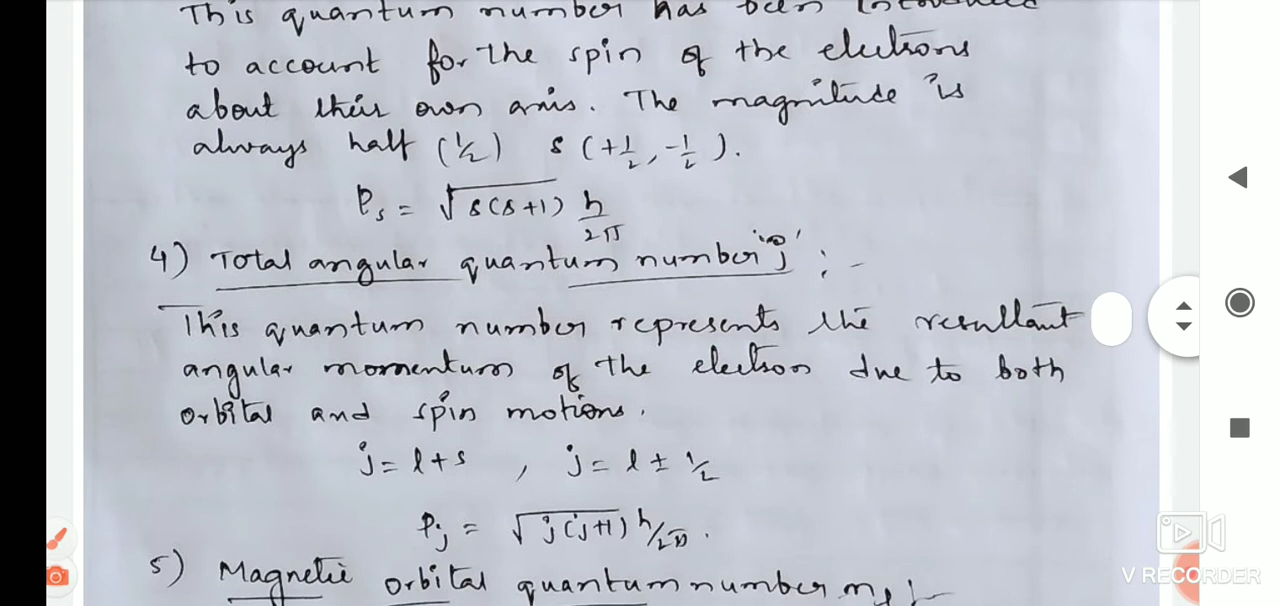 This quantum number has been introduced
to account for the spin of the electrons
about their own axis. The magnitude is
always half (1/2) s (+1/2, -1/2).
Ps = √s(s+1) h/2π
4) Total angular quantum number 'j' :-
This quantum number represents the resultant
angular momentum of the electron due to both
orbital and spin motions.
j = l+s , j = l ± 1/2
Pj = √j(j+1) h/2π.
5) Magnetic orbital quantum number ml :-
V RECORDER